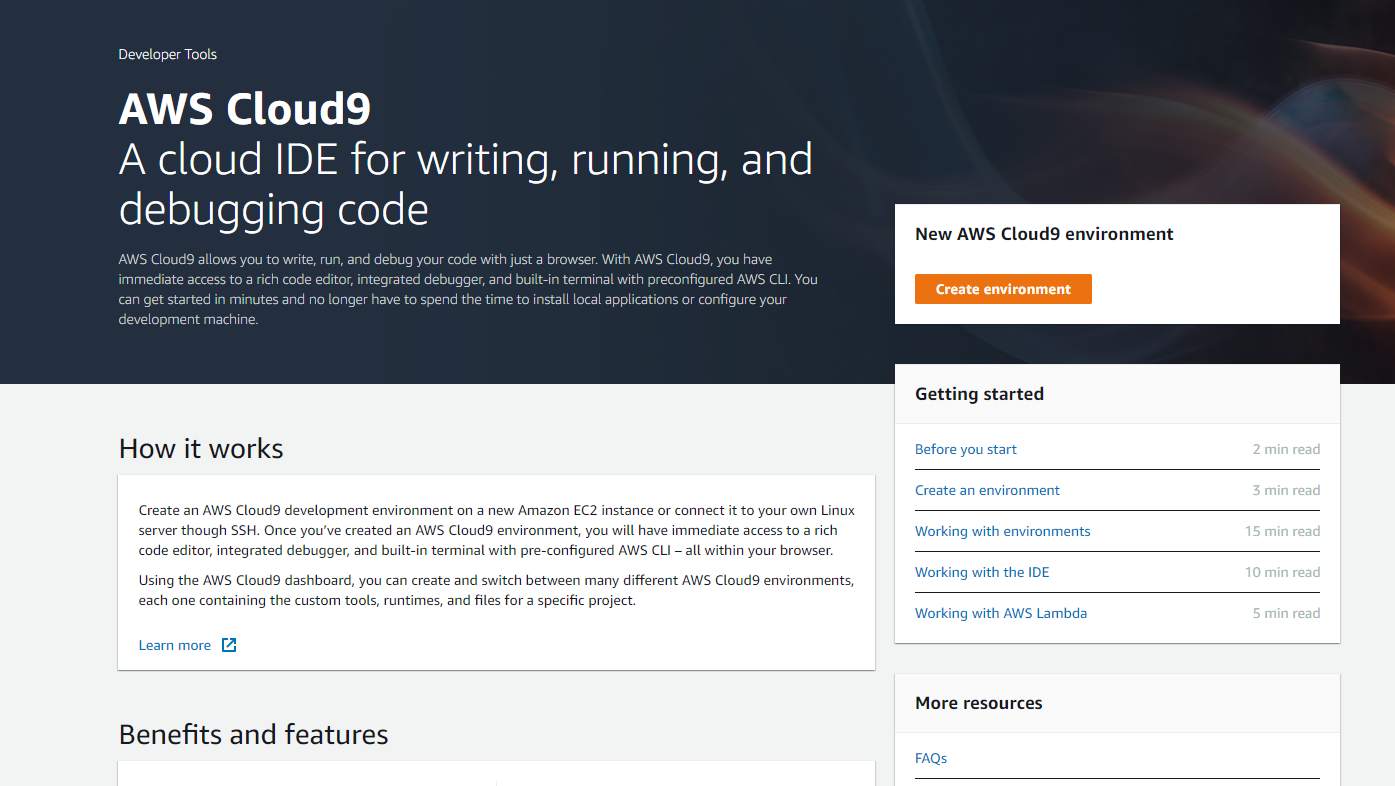 Developer Tools
AWS Cloud9
A cloud IDE for writing, running, and
debugging code
AWS Cloud9 allows you to write, run, and debug your code with just a browser. With AWS Cloud9, you have
immediate access to a rich code editor, integrated debugger, and built-in terminal with preconfigured AWS CLI. You
can get started in minutes and no longer have to spend the time to install local applications or configure your
development machine.
New AWS Cloud9 environment
Create environment
How it works
Create an AWS Cloud9 development environment on a new Amazon EC2 instance or connect it to your own Linux
server though SSH. Once you've created an AWS Cloud9 environment, you will have immediate access to a rich
code editor, integrated debugger, and built-in terminal with pre-configured AWS CLI – all within your browser.
Using the AWS Cloud9 dashboard, you can create and switch between many different AWS Cloud9 environments,
each one containing the custom tools, runtimes, and files for a specific project.
Learn more
Benefits and features
Getting started
Before you start 2 min read
Create an environment 3 min read
Working with environments 15 min read
Working with the IDE 10 min read
Working with AWS Lambda 5 min read
More resources
FAQs